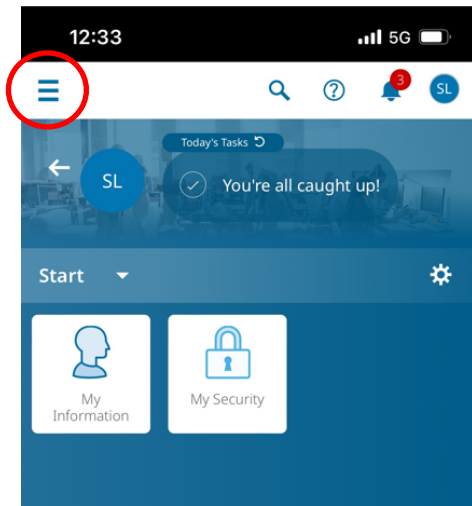 12:33
5G
3
SL
Today's Tasks
SL
You're all caught up!
Start
My
Information
My Security